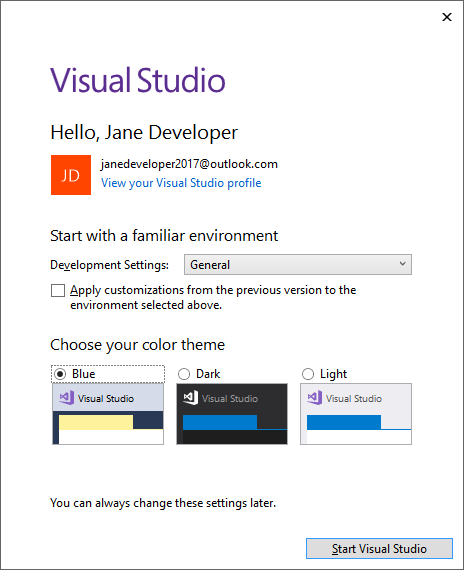 Visual Studio
Hello, Jane Developer
JD
janedeveloper2017@outlook.com
View your Visual Studio profile
Start with a familiar environment
Development Settings: General
Apply customizations from the previous version to the
environment selected above.
Choose your color theme
Blue Dark Light
Visual Studio Visual Studio Visual Studio
You can always change these settings later.
Start Visual Studio